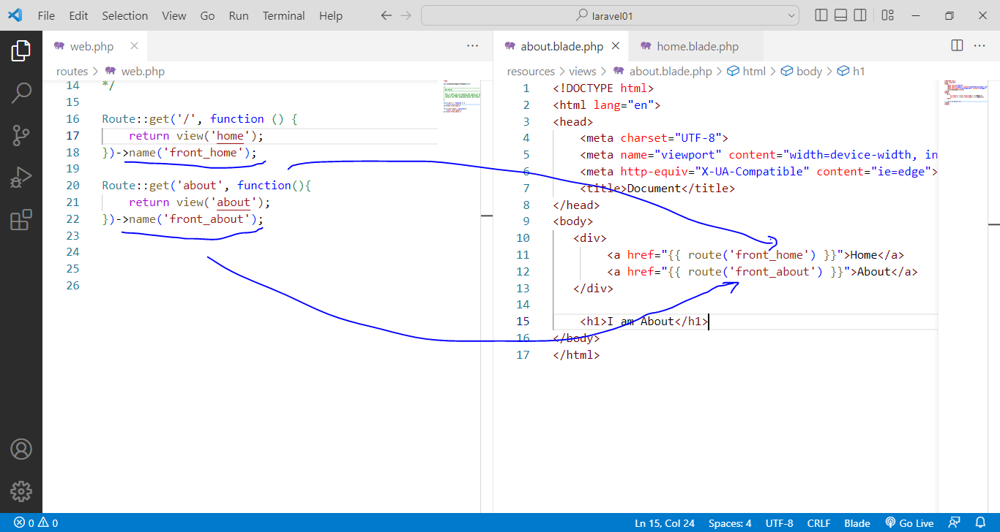 File Edit Selection View Go Run Terminal Help laravel01
web.php
routes > web.php
14 */
15
16 Route::get('/', function () {
17 return view('home');
18 })->name('front_home');
19
20 Route::get('about', function(){
21 return view('about');
22 })->name('front_about');
23
24
25
26
about.blade.php home.blade.php
resources > views > about.blade.php > html > body > h1
1 <!DOCTYPE html>
2 <html lang="en">
3 <head>
4 <meta charset="UTF-8">
5 <meta name="viewport" content="width=device-width, in
6 <meta http-equiv="X-UA-Compatible" content="ie=edge">
7 <title>Document</title>
8 </head>
9 <body>
10 <div>
11 <a href="{{ route('front_home') }}">Home</a>
12 <a href="{{ route('front_about') }}">About</a>
13 </div>
14
15 <h1>I am About</h1>
16 </body>
17 </html>
0 0 Ln 15, Col 24 Spaces: 4 UTF-8 CRLF Blade Go Live